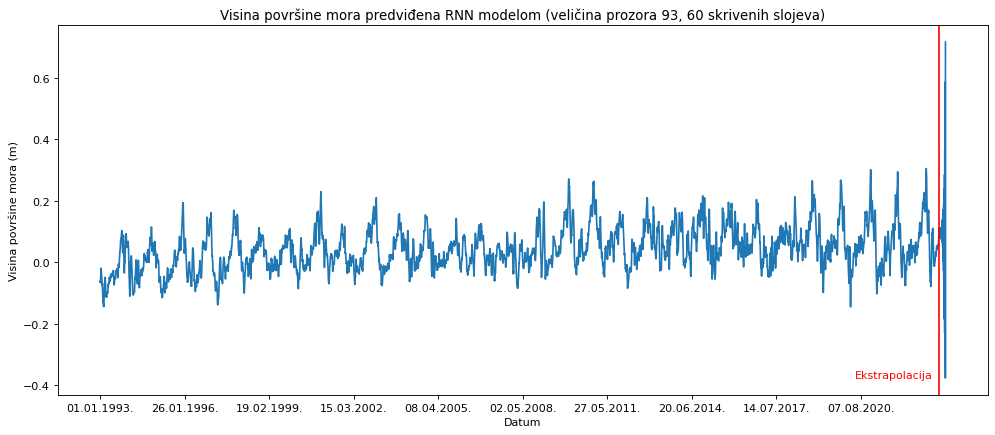 Visina površine mora predviđena RNN modelom (veličina prozora 93, 60 skrivenih slojeva)
Visina površine mora (m)
0.6
0.4
0.2
0.0
−0.2
−0.4
Ekstrapolacija
01.01.1993. 26.01.1996. 19.02.1999. 15.03.2002. 08.04.2005. 02.05.2008. 27.05.2011. 20.06.2014. 14.07.2017. 07.08.2020.
Datum